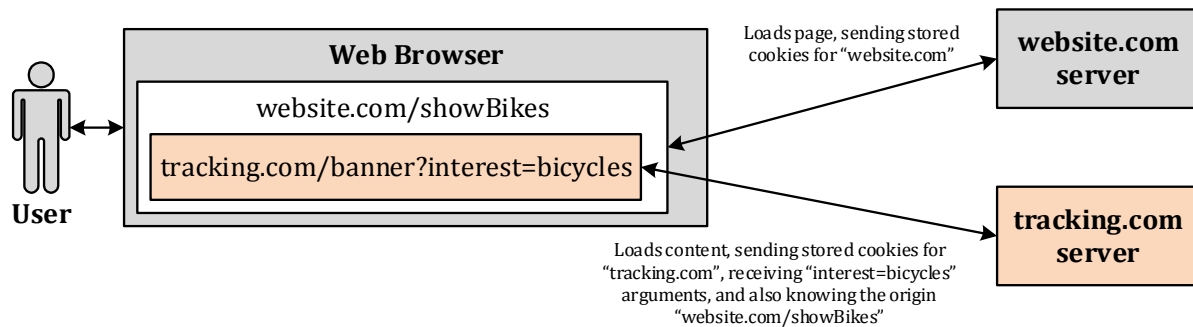 Web Browser
website.com/showBikes
tracking.com/banner?interest=bicycles
User
Loads page, sending stored
cookies for “website.com”
website.com
server
tracking.com
server
Loads content, sending stored cookies for
“tracking.com”, receiving “interest=bicycles”
arguments, and also knowing the origin
“website.com/showBikes”